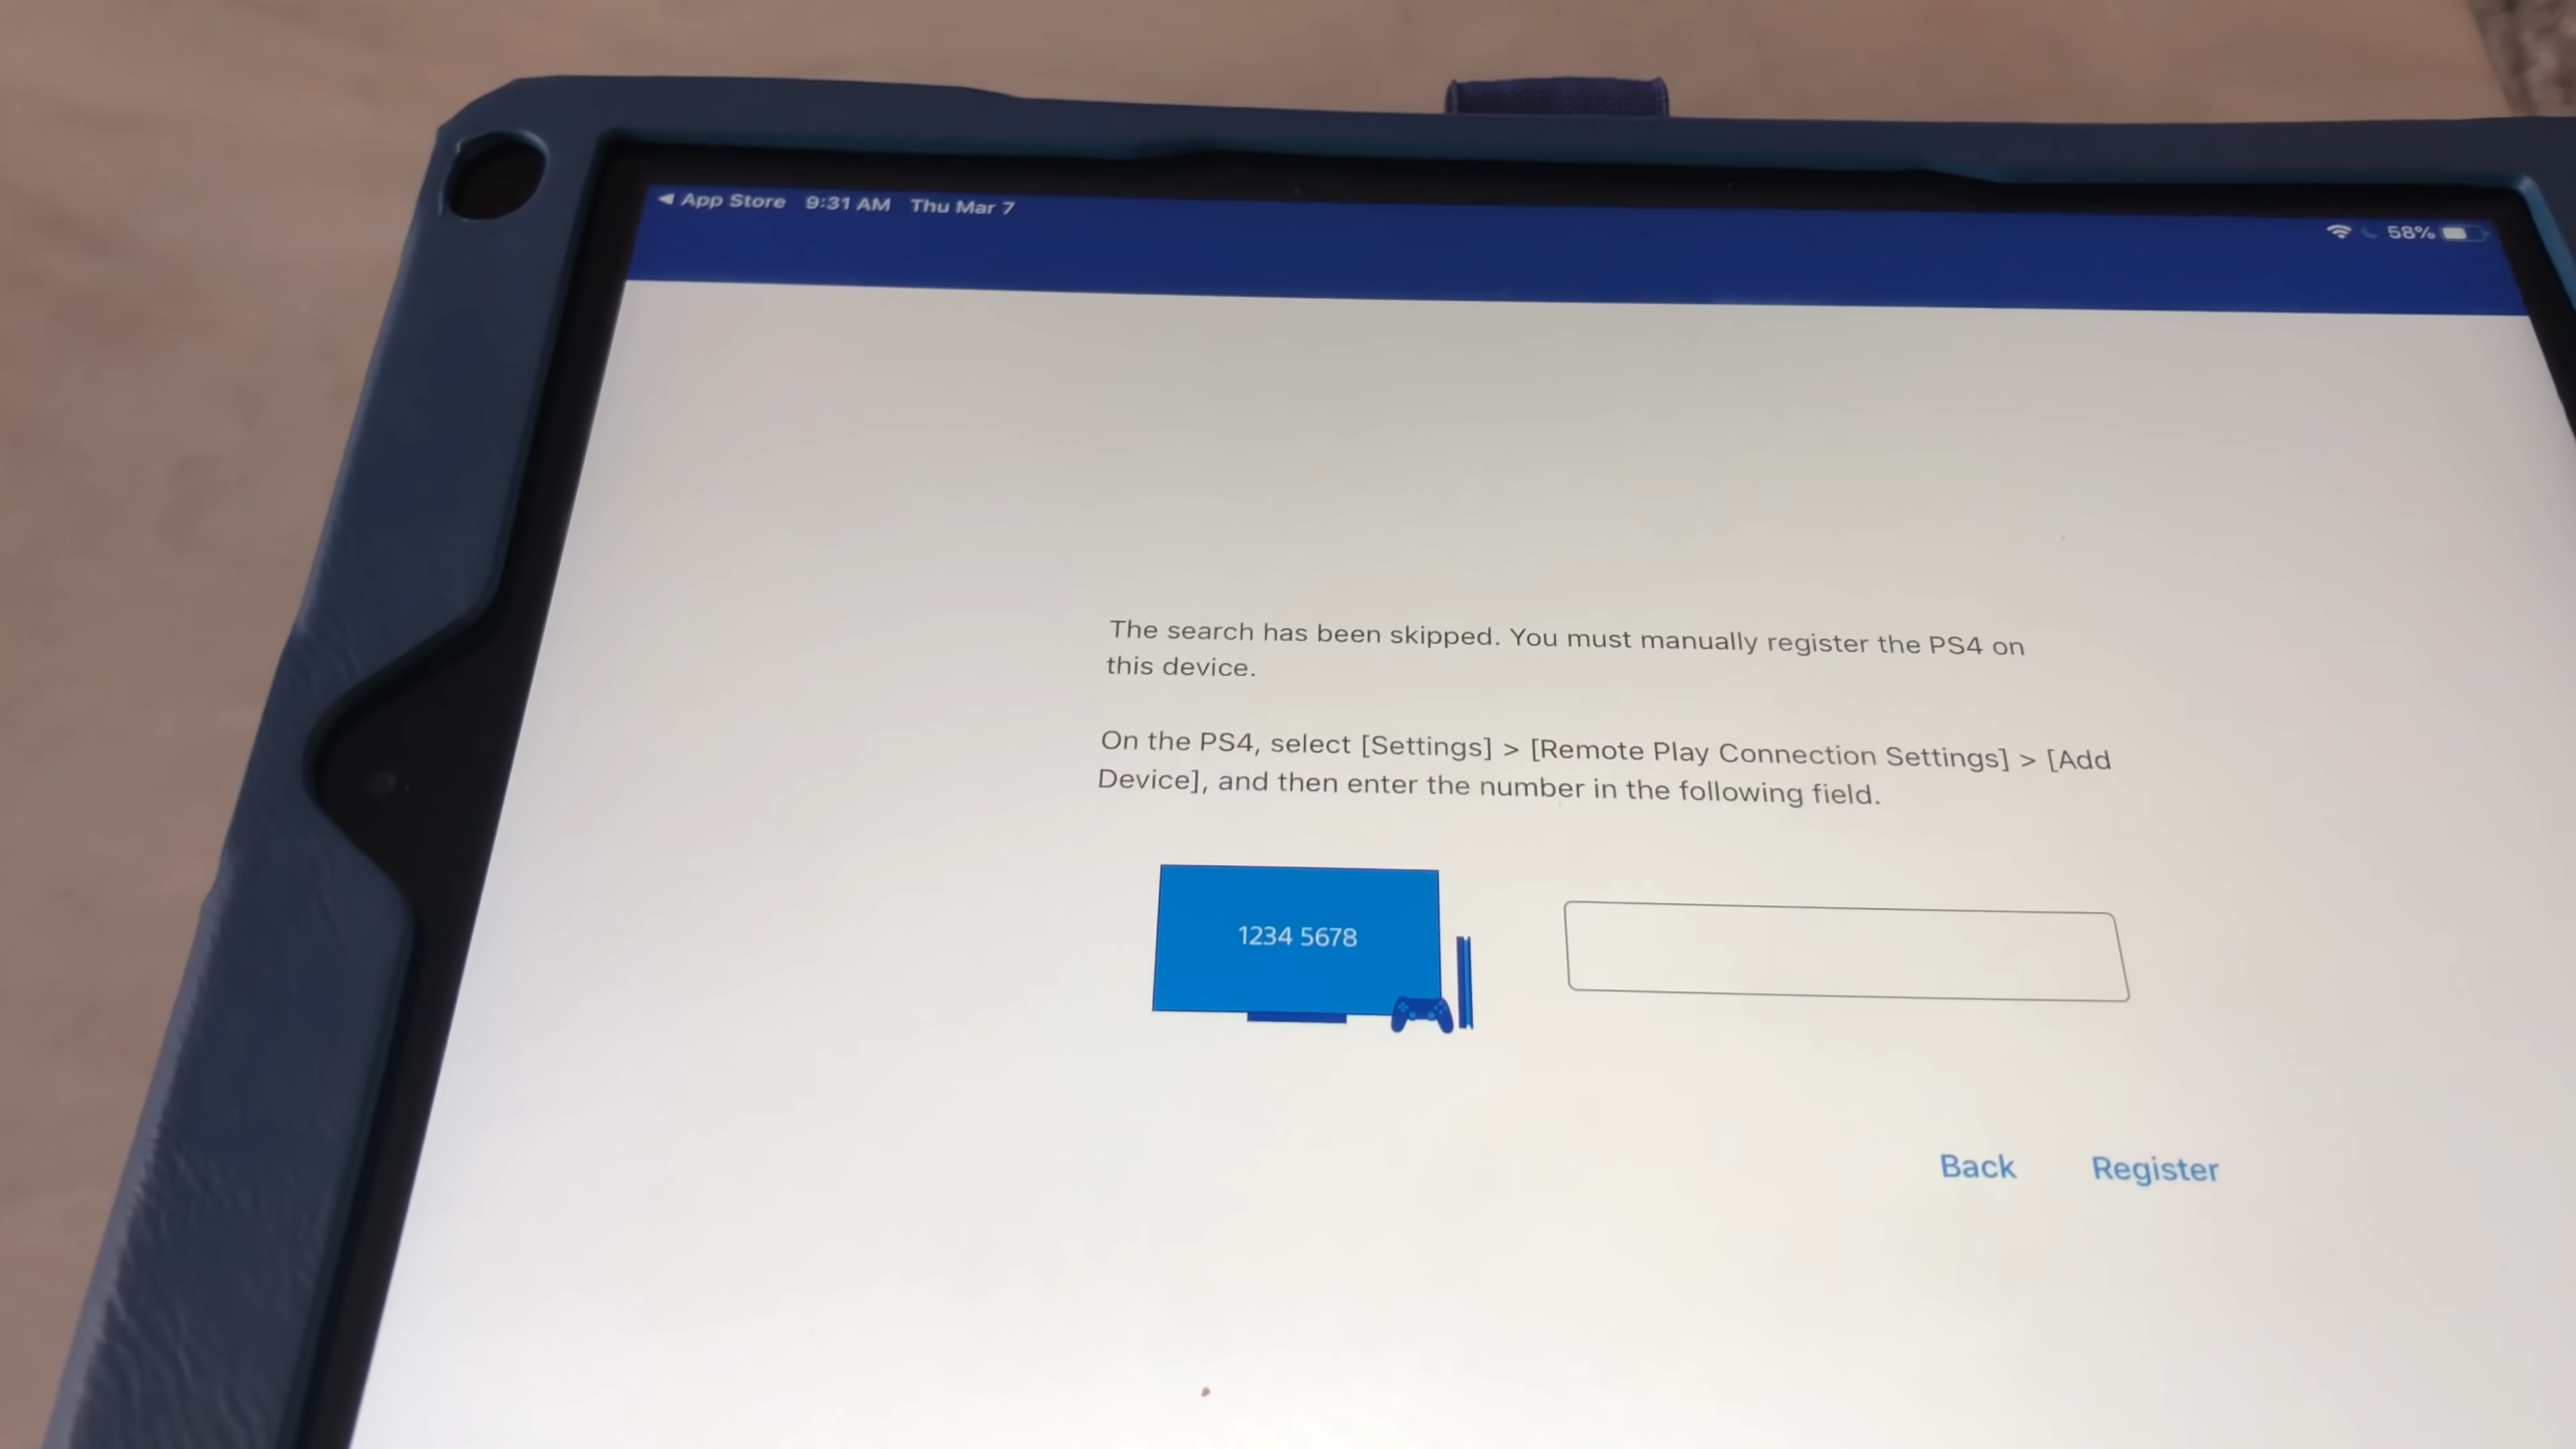 ◀ App Store 9:31 AM Thu Mar 7
58%
The search has been skipped. You must manually register the PS4 on
this device.
On the PS4, select [Settings] > [Remote Play Connection Settings] > [Add
Device], and then enter the number in the following field.
1234 5678
Back Register